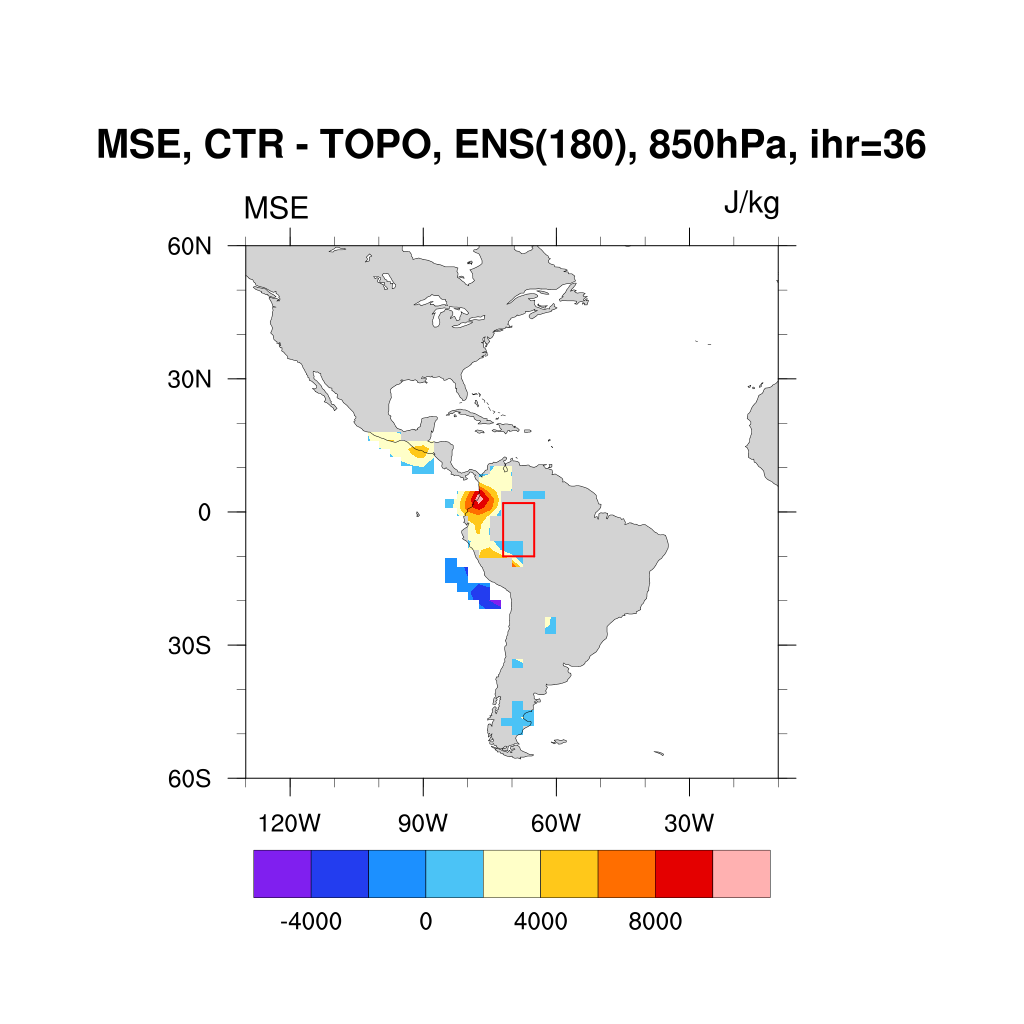 MSE, CTR - TOPO, ENS(180), 850hPa, ihr=36
MSE J/kg
60N
30N
0
30S
60S
120W 90W 60W 30W
-4000 0 4000 8000